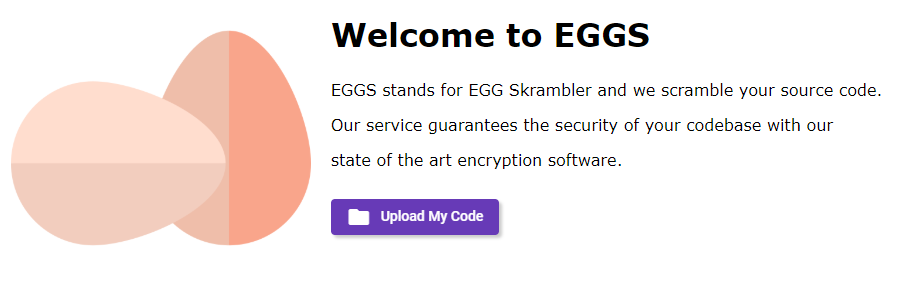 Welcome to EGGS
EGGS stands for EGG Skrambler and we scramble your source code.
Our service guarantees the security of your codebase with our
state of the art encryption software.
Upload My Code